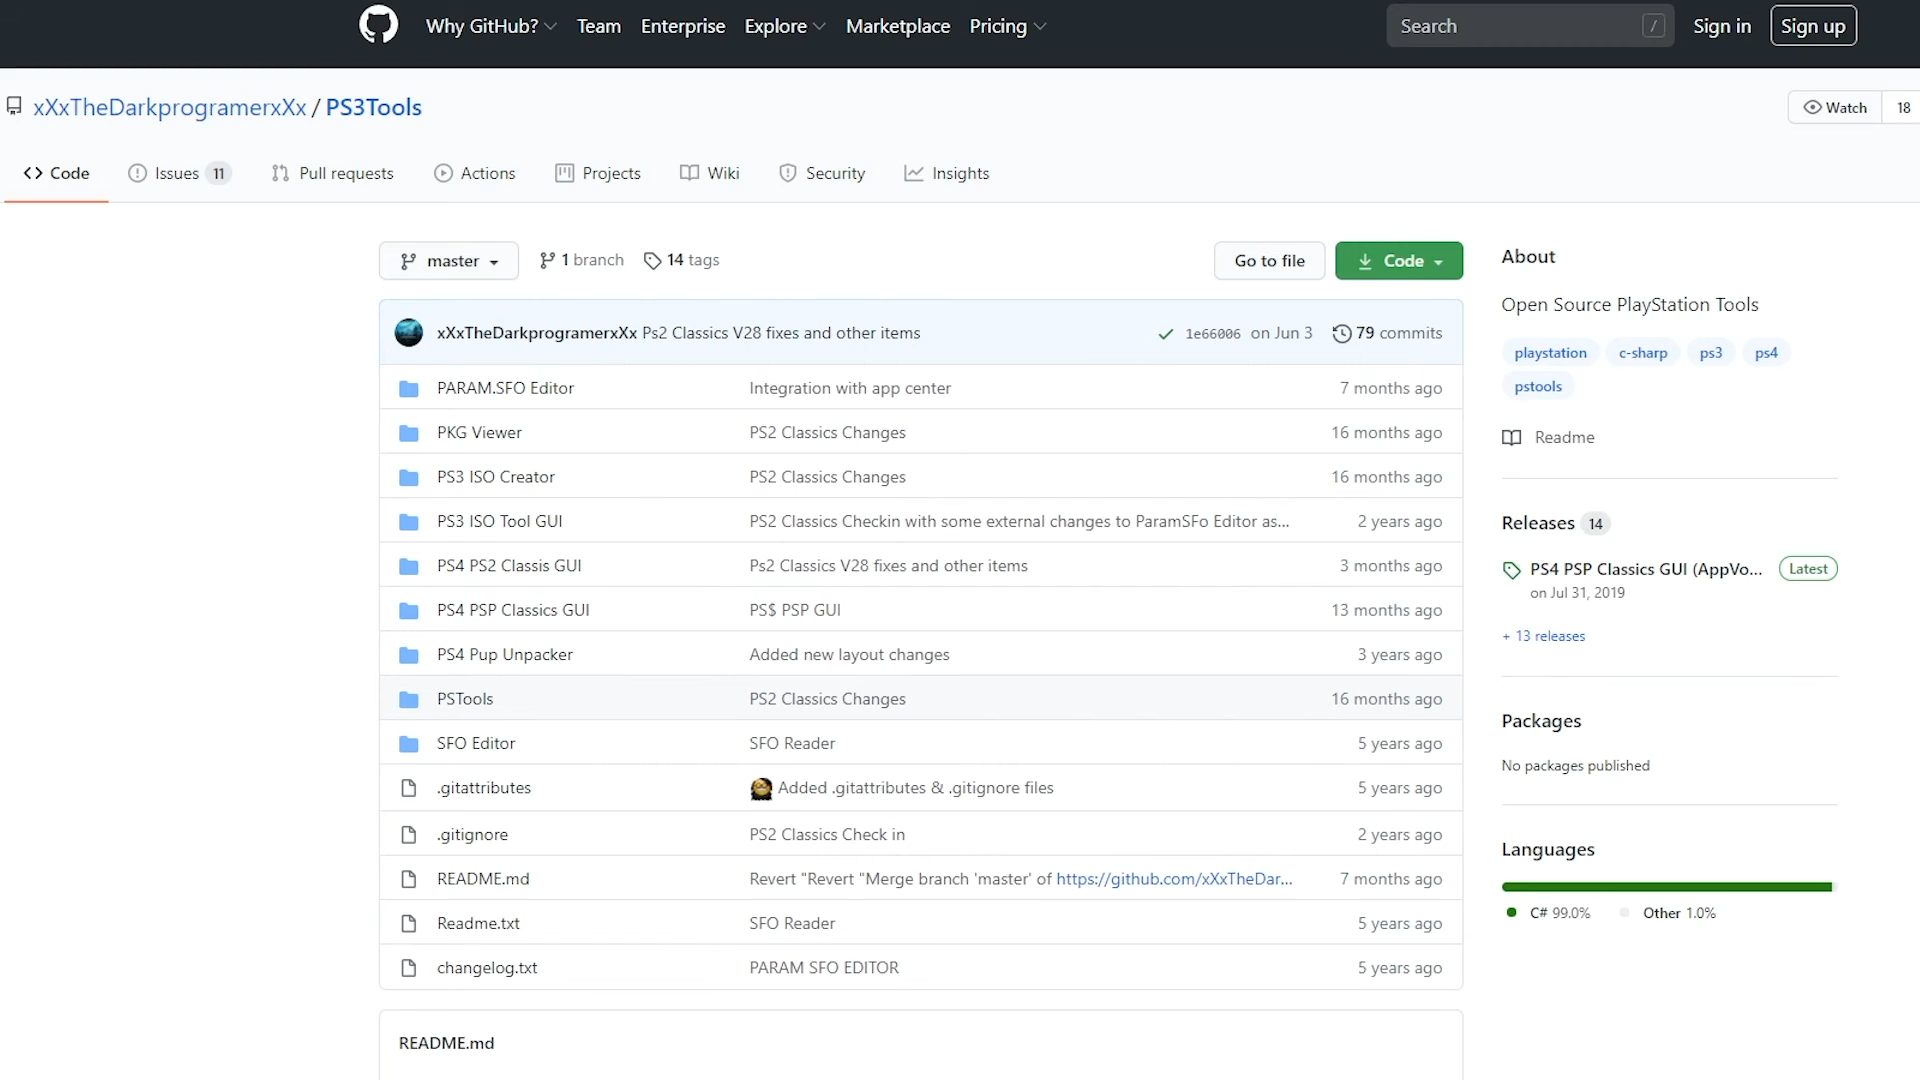 Why GitHub? Team Enterprise Explore Marketplace Pricing Search / Sign in Sign up
xXxTheDarkprogramerxXx / PS3Tools Watch 18
Code Issues 11 Pull requests Actions Projects Wiki Security Insights
master 1 branch 14 tags Go to file Code
xXxTheDarkprogramerxXx Ps2 Classics V28 fixes and other items 1e66006 on Jun 3 79 commits
PARAM.SFO Editor Integration with app center 7 months ago
PKG Viewer PS2 Classics Changes 16 months ago
PS3 ISO Creator PS2 Classics Changes 16 months ago
PS3 ISO Tool GUI PS2 Classics Checkin with some external changes to ParamSFo Editor as... 2 years ago
PS4 PS2 Classis GUI Ps2 Classics V28 fixes and other items 3 months ago
PS4 PSP Classics GUI PS$ PSP GUI 13 months ago
PS4 Pup Unpacker Added new layout changes 3 years ago
PSTools PS2 Classics Changes 16 months ago
SFO Editor SFO Reader 5 years ago
.gitattributes Added .gitattributes & .gitignore files 5 years ago
.gitignore PS2 Classics Check in 2 years ago
README.md Revert "Revert "Merge branch 'master' of https://github.com/xXxTheDar... 7 months ago
Readme.txt SFO Reader 5 years ago
changelog.txt PARAM SFO EDITOR 5 years ago
README.md
About
Open Source PlayStation Tools
playstation c-sharp ps3 ps4
pstools
Readme
Releases 14
PS4 PSP Classics GUI (AppVo... Latest
on Jul 31, 2019
+ 13 releases
Packages
No packages published
Languages
C# 99.0% Other 1.0%